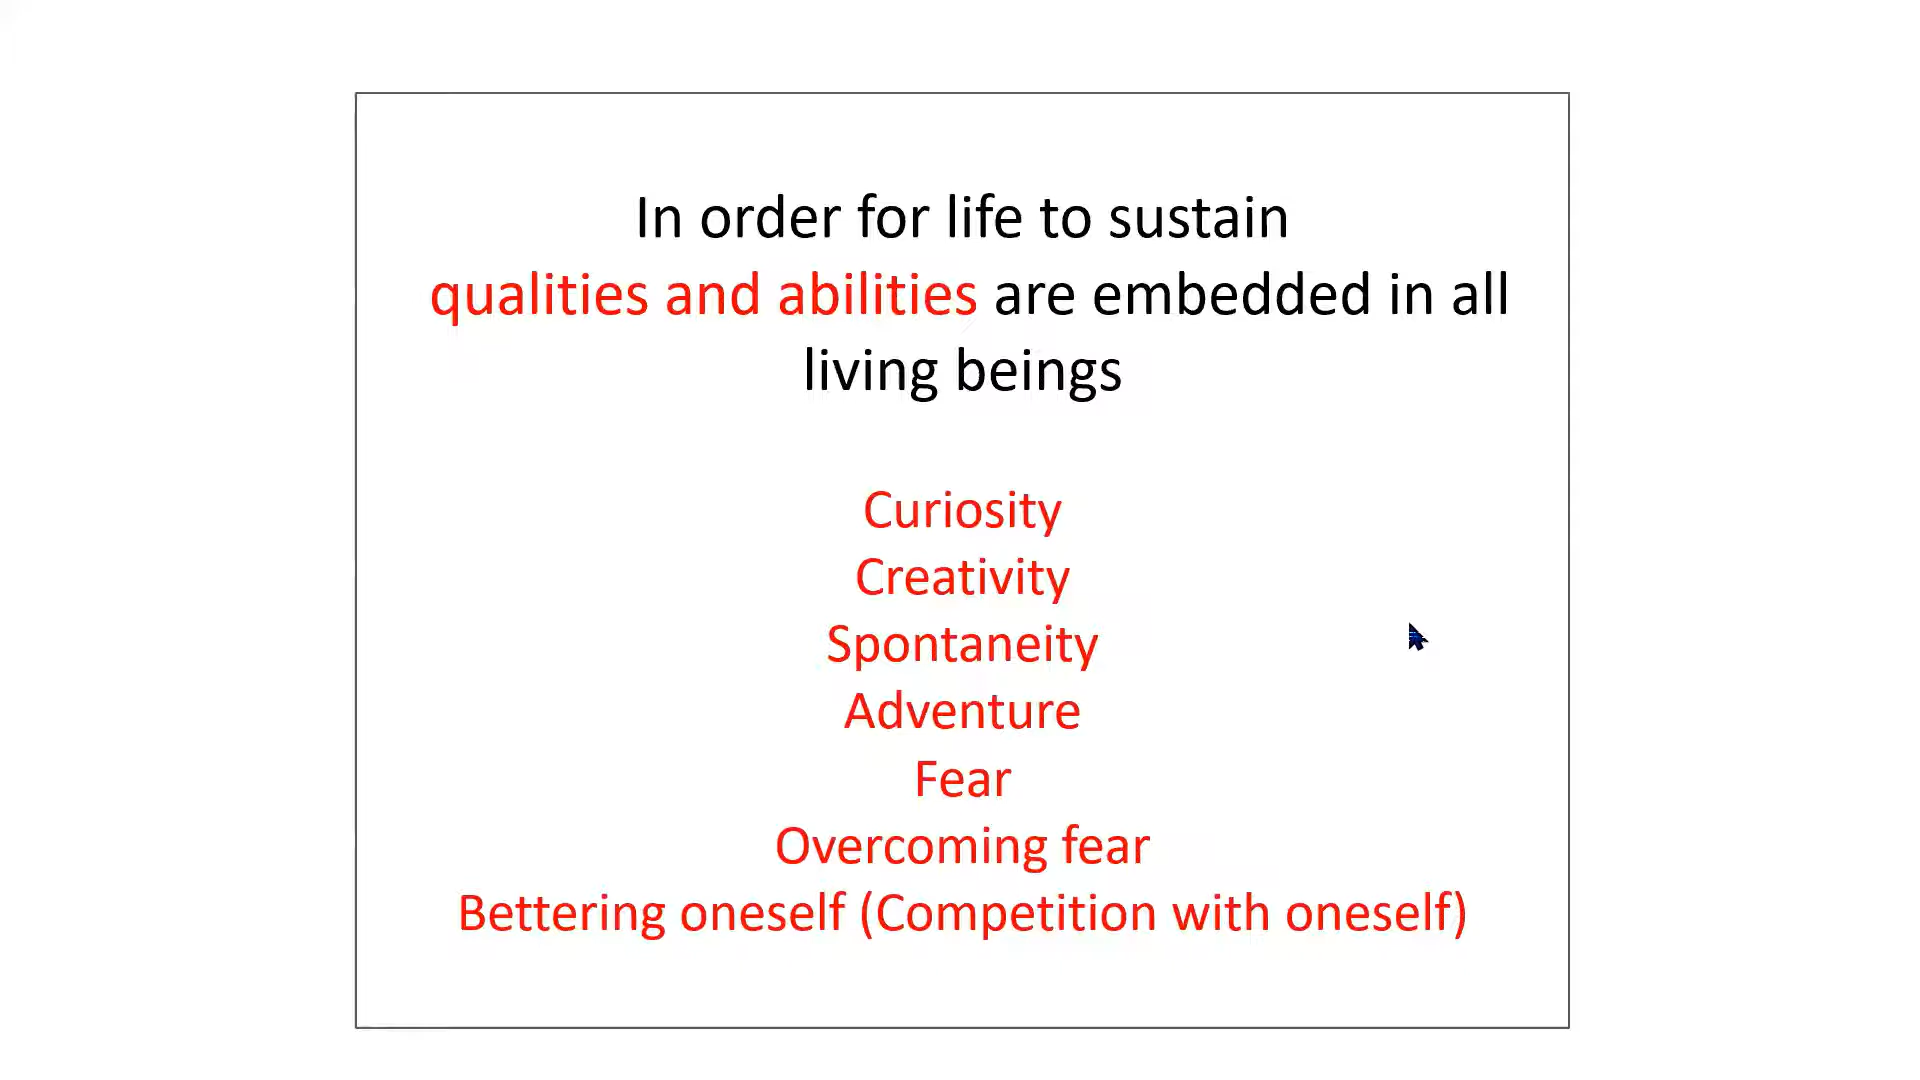 In order for life to sustain
qualities and abilities are embedded in all
living beings
Curiosity
Creativity
Spontaneity
Adventure
Fear
Overcoming fear
Bettering oneself (Competition with oneself)